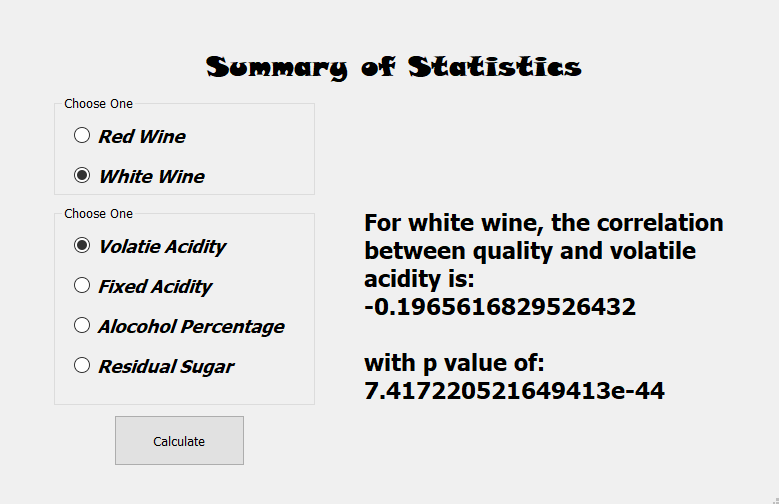 Summary of Statistics
Choose One
Red Wine
White Wine
Choose One
Volatie Acidity
Fixed Acidity
Alocohol Percentage
Residual Sugar
Calculate
For white wine, the correlation
between quality and volatile
acidity is:
-0.1965616829526432
with p value of:
7.417220521649413e-44